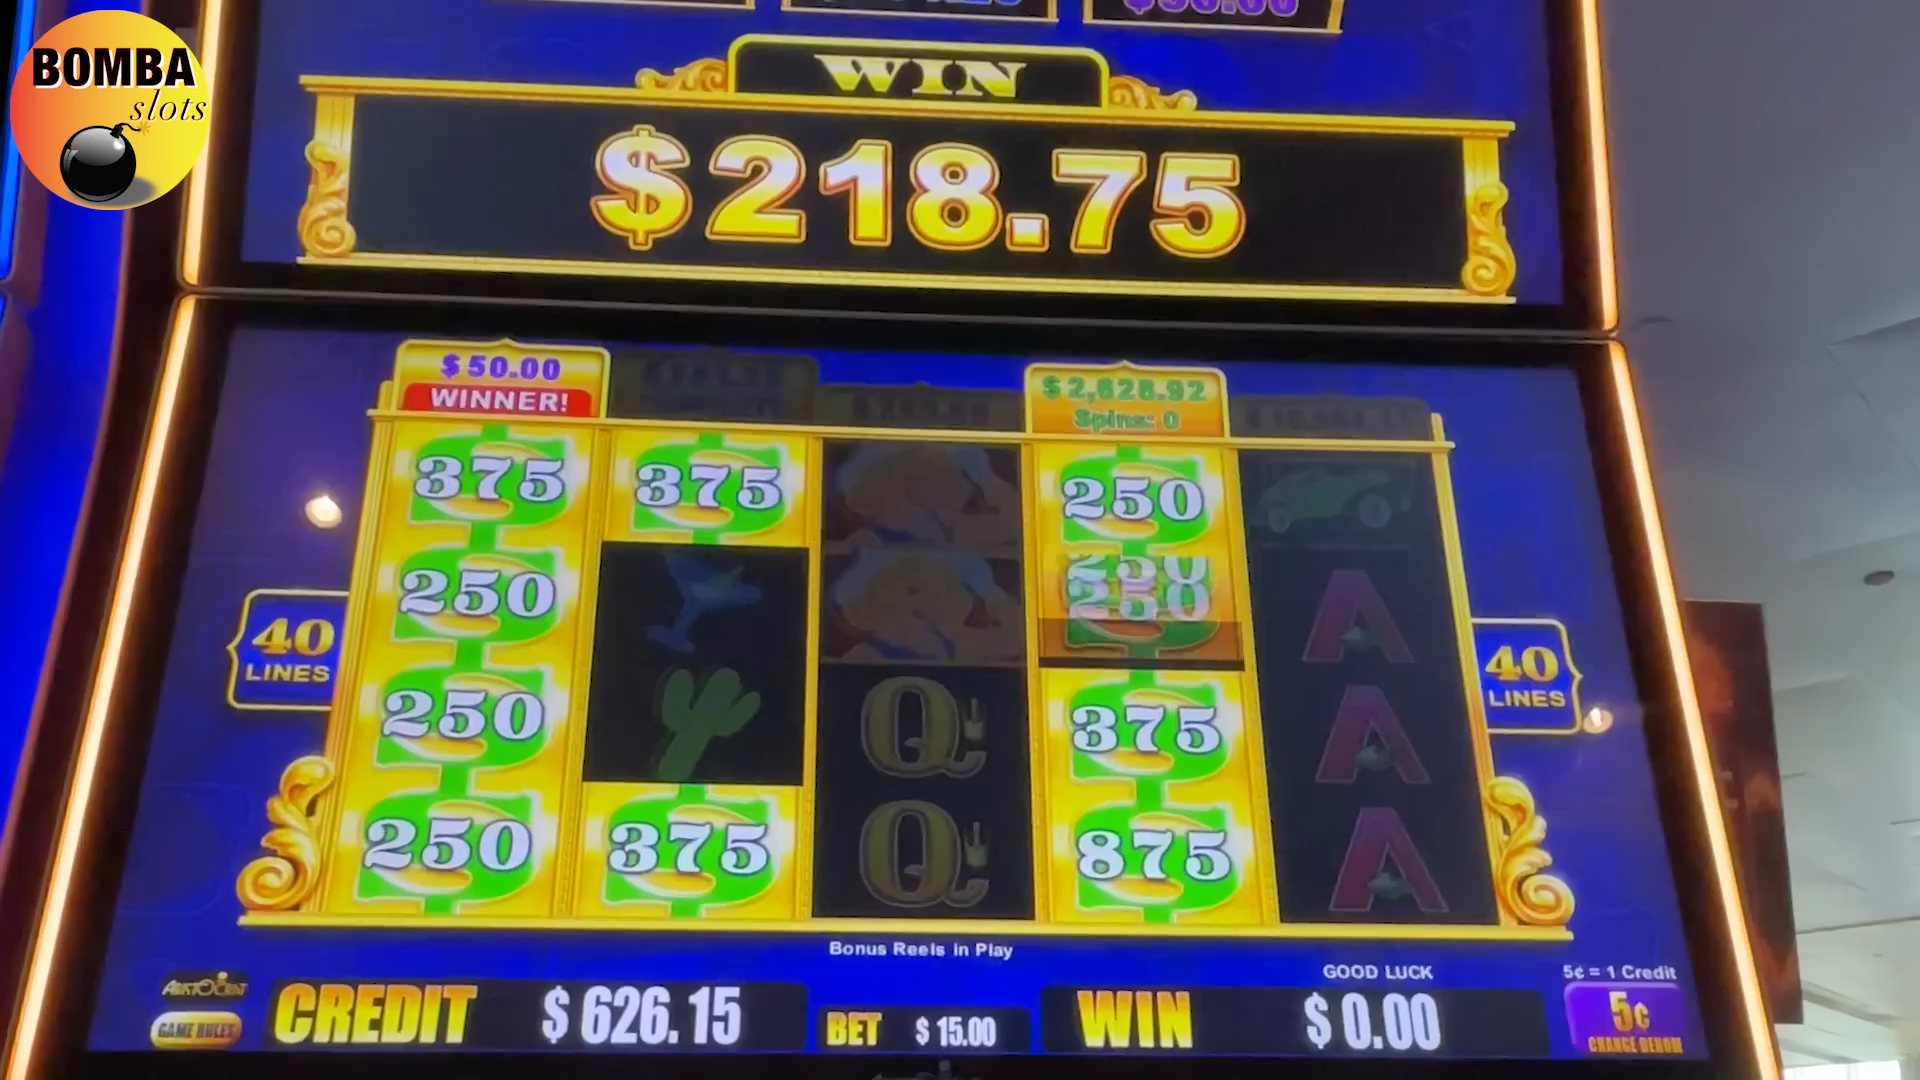 BOMBA
slots
WIN
$218.75
$50.00
WINNER!
$2,628.92
Spins: 0
375
375
250
250
250
250
375
250
375
875
Q
Q
A
A
A
40
LINES
40
LINES
Bonus Reels in Play
GOOD LUCK
5¢ = 1 Credit
ARISTOCRAT
GAME RULES
CREDIT $626.15
BET $15.00
WIN $0.00
5¢
CHANGE DENOM